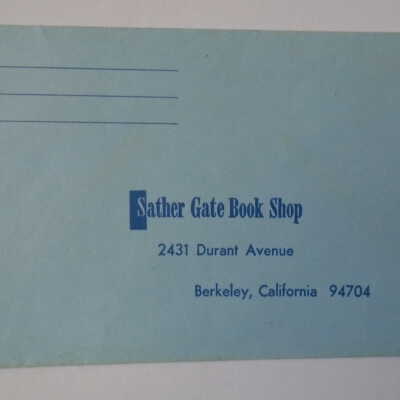 Sather Gate Book Shop
2431 Durant Avenue
Berkeley, California 94704